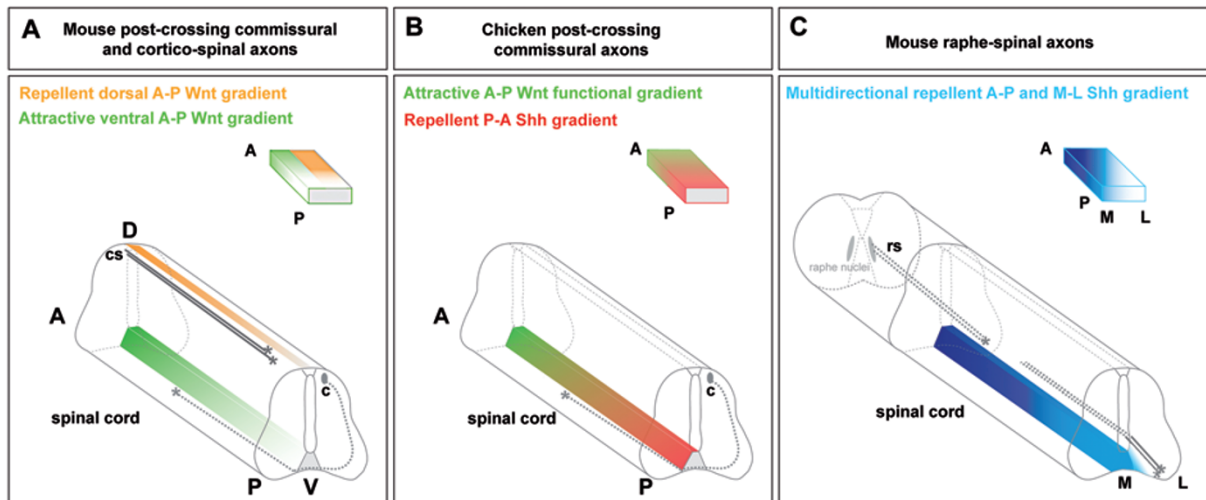 A
Mouse post-crossing commissural
and cortico-spinal axons
Repellent dorsal A-P Wnt gradient
Attractive ventral A-P Wnt gradient
A
P
D
cs
A
c
spinal cord
P
V
B
Chicken post-crossing
commissural axons
Attractive A-P Wnt functional gradient
Repellent P-A Shh gradient
A
P
A
c
spinal cord
P
C
Mouse raphe-spinal axons
Multidirectional repellent A-P and M-L Shh gradient
A
P
M
L
rs
raphe nuclei
spinal cord
M
L